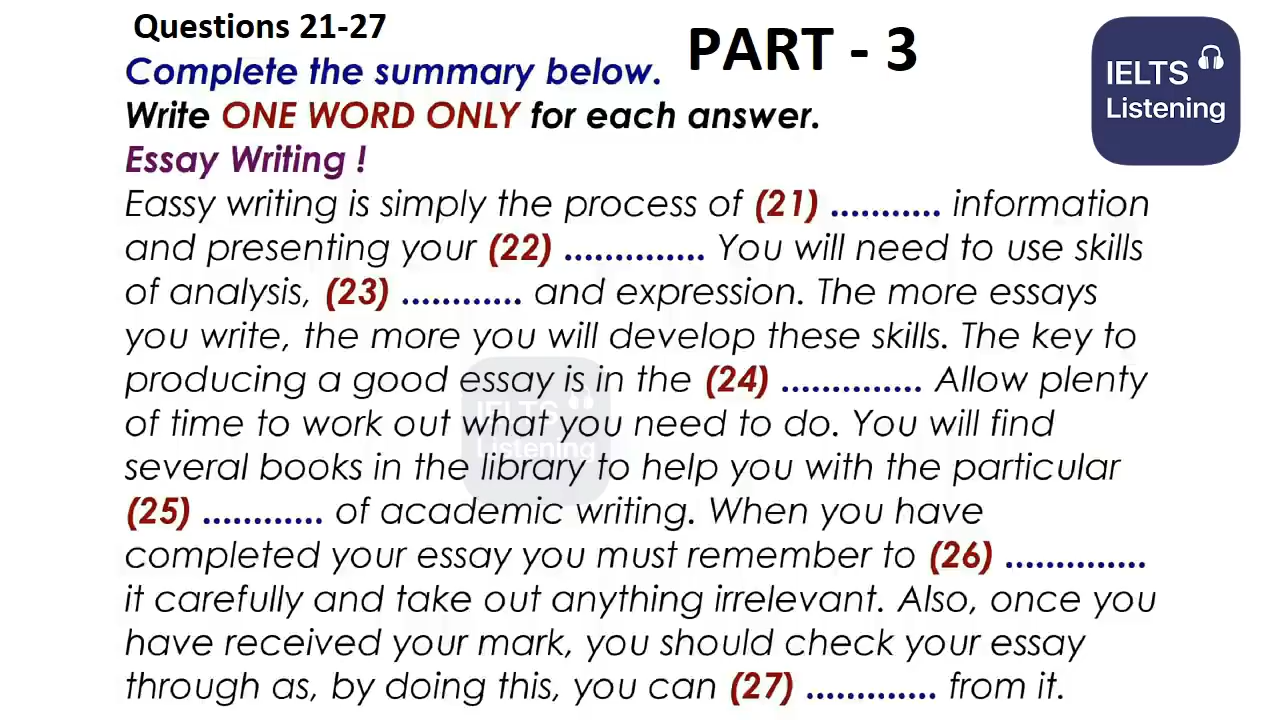 Questions 21-27
PART - 3
IELTS
Listening
Complete the summary below.
Write ONE WORD ONLY for each answer.
Essay Writing !
Eassy writing is simply the process of (21) ........... information
and presenting your (22) .............. You will need to use skills
of analysis, (23) ............ and expression. The more essays
you write, the more you will develop these skills. The key to
producing a good essay is in the (24) .............. Allow plenty
of time to work out what you need to do. You will find
several books in the library to help you with the particular
(25) ............ of academic writing. When you have
completed your essay you must remember to (26) ..............
it carefully and take out anything irrelevant. Also, once you
have received your mark, you should check your essay
through as, by doing this, you can (27) ............. from it.
IELTS
Listening